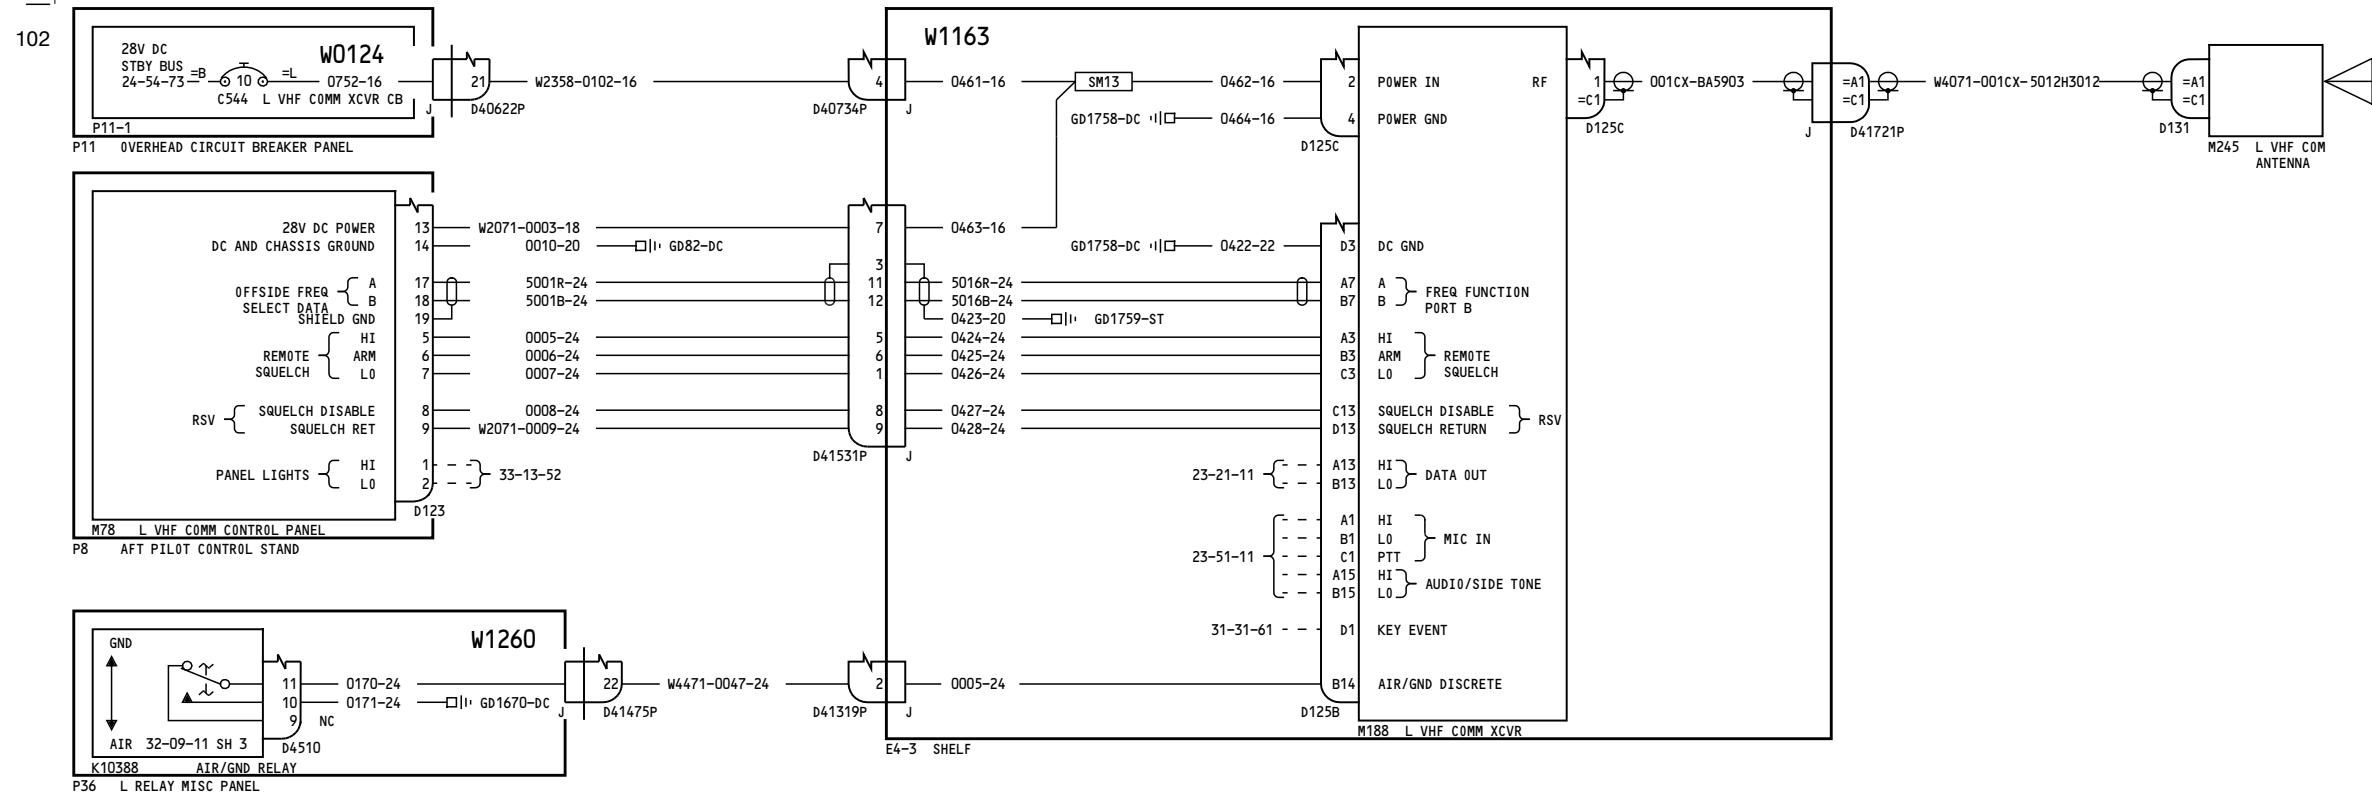 102
W0124
28V DC
STBY BUS
24-54-73
=B
10
=L
0752-16
C544 L VHF COMM XCVR CB
P11-1
P11 OVERHEAD CIRCUIT BREAKER PANEL
J
21
D40622P
W2358-0102-16
4
D40734P
J
W1163
0461-16
SM13
0462-16
2
POWER IN
GD1758-DC
0464-16
4
POWER GND
D125C
RF
1
=C1
D125C
001CX-BA5903
=A1
=C1
J
D41721P
W4071-001CX-5012H3012
=A1
=C1
D131
M245 L VHF COM
ANTENNA
28V DC POWER
13
W2071-0003-18
7
0463-16
DC AND CHASSIS GROUND
14
0010-20
GD82-DC
GD1758-DC
0422-22
D3
DC GND
3
OFFSIDE FREQ
SELECT DATA
A
17
5001R-24
11
5016R-24
A7
A
B
18
5001B-24
12
5016B-24
B7
B
FREQ FUNCTION
PORT B
SHIELD GND
19
0423-20
GD1759-ST
REMOTE
SQUELCH
HI
5
0005-24
5
0424-24
A3
HI
ARM
6
0006-24
6
0425-24
B3
ARM
LO
7
0007-24
1
0426-24
C3
LO
REMOTE
SQUELCH
RSV
SQUELCH DISABLE
8
0008-24
8
0427-24
C13
SQUELCH DISABLE
SQUELCH RET
9
W2071-0009-24
9
0428-24
D13
SQUELCH RETURN
RSV
D41531P
J
PANEL LIGHTS
HI
1
LO
2
33-13-52
D123
M78 L VHF COMM CONTROL PANEL
P8 AFT PILOT CONTROL STAND
23-21-11
A13
HI
B13
LO
DATA OUT
23-51-11
A1
HI
B1
LO
C1
PTT
MIC IN
A15
HI
B15
LO
AUDIO/SIDE TONE
31-31-61
D1
KEY EVENT
W1260
GND
11
0170-24
10
0171-24
GD1670-DC
9
NC
AIR 32-09-11 SH 3
D4510
K10388 AIR/GND RELAY
P36 L RELAY MISC PANEL
J
22
D41475P
W4471-0047-24
2
D41319P
J
0005-24
B14
AIR/GND DISCRETE
D125B
M188 L VHF COMM XCVR
E4-3 SHELF